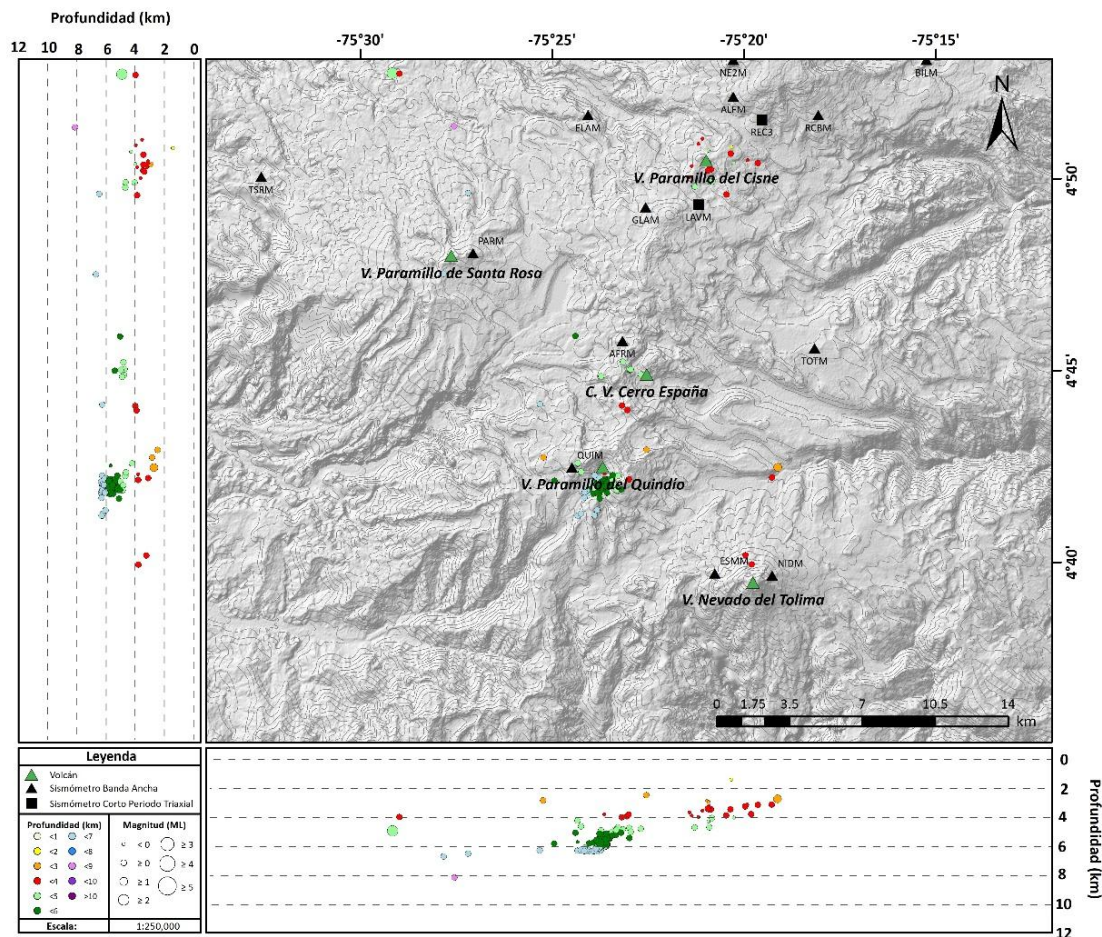 Profundidad (km)
12 10 8 6 4 2 0
-75°30' -75°25' -75°20' -75°15'
N
NE2M
BILM
ALFM
ELAM
REC3
RCBM
V. Paramillo del Cisne
4°50'
TSRM
GLAM
LAVM
PARM
V. Paramillo de Santa Rosa
AFRM
TOTM
4°45'
C. V. Cerro España
QUIM
V. Paramillo del Quindío
ESMM
NIDM
4°40'
V. Nevado del Tolima
0 1.75 3.5 7 10.5 14
km
Leyenda
Volcán
Sismómetro Banda Ancha
Sismómetro Corto Periodo Triaxial
Profundidad (km) Magnitud (ML)
<1 <7 < 0 ≥ 3
<2 <8 ≥ 0 ≥ 4
<3 <9 ≥ 1 ≥ 5
<4 <10 ≥ 2
<5 >10
<6
Escala: 1:250,000
0
2
4
6
8
10
12
Profundidad (km)